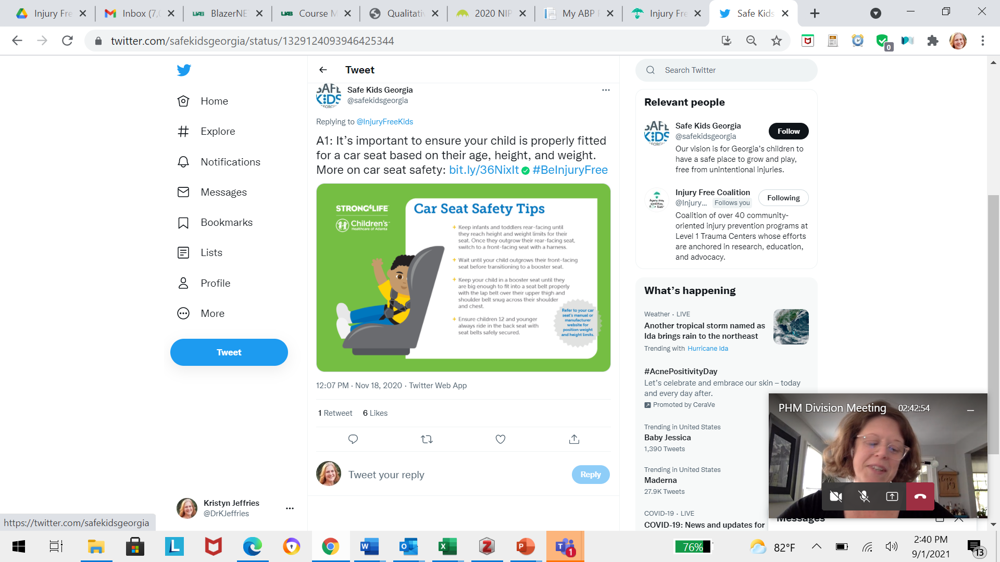 Injury Fre
Inbox (7,
BlazerNE
Course M
Qualitativ
2020 NIP
My ABP
Injury Fre
Safe Kids
twitter.com/safekidsgeorgia/status/1329124093946425344
0
Home
Explore
Notifications
Messages
Bookmarks
Lists
Profile
More
Tweet
Kristyn Jeffries
@DrKJeffries
https://twitter.com/safekidsgeorgia
Tweet
SAFE
KIDS
GEORGIA
Safe Kids Georgia
@safekidsgeorgia
Replying to @InjuryFreeKids
A1: It’s important to ensure your child is properly fitted
for a car seat based on their age, height, and weight.
More on car seat safety: bit.ly/36NixIt #BeInjuryFree
STRONG4LIFE
Children's
Healthcare of Atlanta
Car Seat Safety Tips
+ Keep infants and toddlers rear-facing until
they reach height and weight limits for their
seat. Once they outgrow their rear-facing seat,
switch to a front-facing seat with a harness.
+ Wait until your child outgrows their front-facing
seat before transitioning to a booster seat.
+ Keep your child in a booster seat until they
are big enough to fit into a seat belt properly
with the lap belt over their upper thigh and
shoulder belt snug across their shoulder
and chest.
+ Ensure children 12 and younger
always ride in the back seat with
seat belts safely secured.
Refer to your car
seat's manual or
manufacturer
website for
position weight
and height limits.
12:07 PM · Nov 18, 2020 · Twitter Web App
1 Retweet 6 Likes
Tweet your reply
Reply
Search Twitter
Relevant people
SAFE
KIDS
GEORGIA
Safe Kids Georgia
@safekidsgeorgia
Follow
Our vision is for Georgia’s children to
have a safe place to grow and play,
free from unintentional injuries.
Injury Free Coalition
@Injury... Follows you
Following
Coalition of over 40 community-
oriented injury prevention programs at
Level 1 Trauma Centers whose efforts
are anchored in research, education,
and advocacy.
What’s happening
Weather · LIVE
Another tropical storm named as
Ida brings rain to the northeast
Trending with Hurricane Ida
#AcnePositivityDay
Let’s celebrate and embrace our skin – today
and every day after.
Promoted by CeraVe
Trending in United States
Baby Jessica
1,390 Tweets
Trending in United States
Maderna
27.9K Tweets
COVID-19 · LIVE
COVID-19: News and updates for
PHM Division Meeting 02:42:54
Messages
76%
82°F
2:40 PM
9/1/2021
13
1